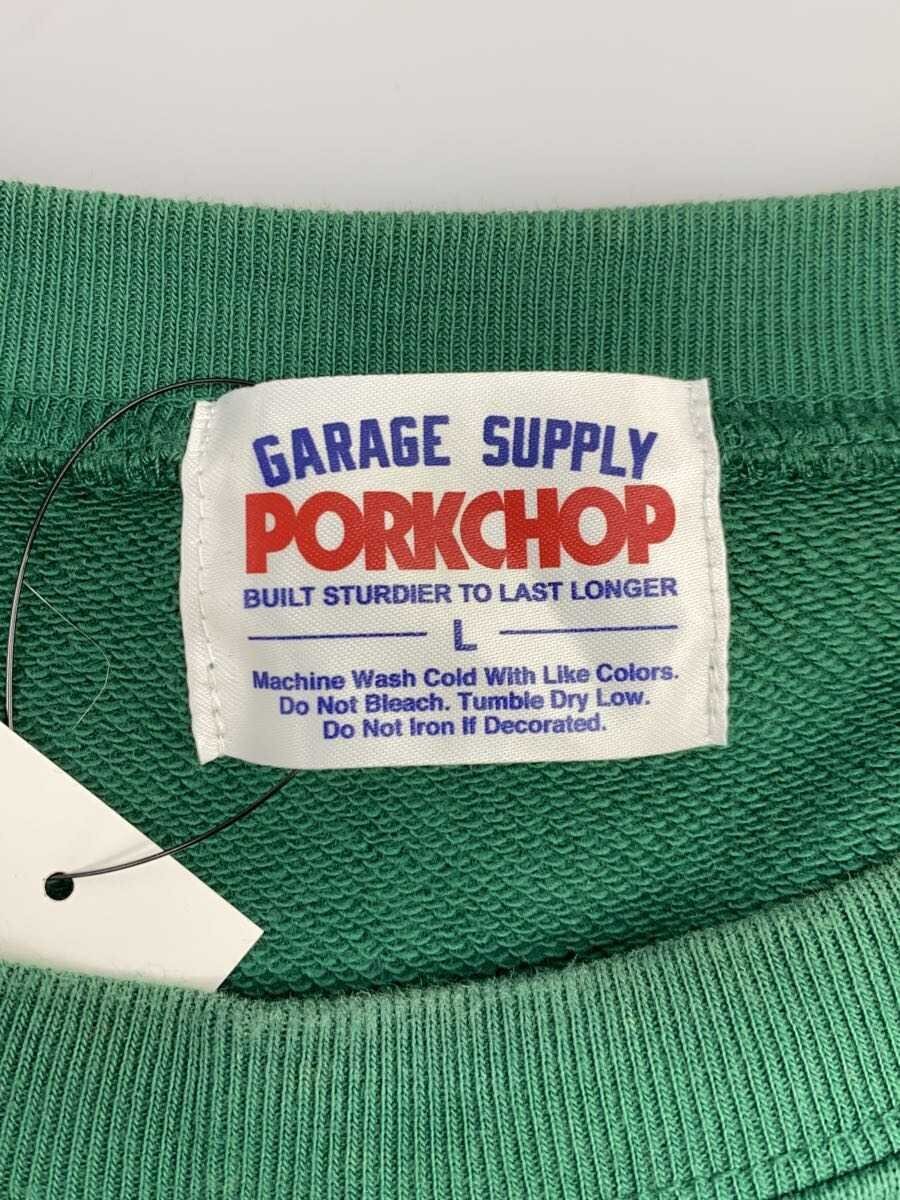 GARAGE SUPPLY
PORKCHOP
BUILT STURDIER TO LAST LONGER
L
Machine Wash Cold With Like Colors.
Do Not Bleach. Tumble Dry Low.
Do Not Iron If Decorated.